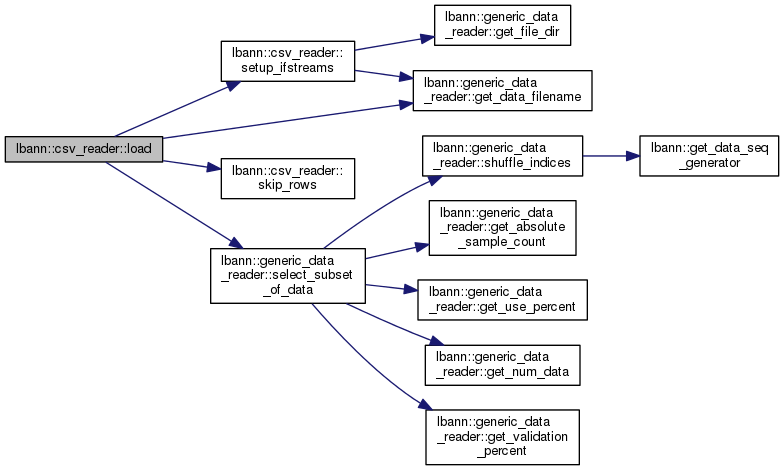 lbann::generic_data
_reader::get_file_dir
lbann::csv_reader::
setup_ifstreams
lbann::generic_data
_reader::get_data_filename
lbann::csv_reader::load
lbann::generic_data
_reader::shuffle_indices
lbann::get_data_seq
_generator
lbann::csv_reader::
skip_rows
lbann::generic_data
_reader::get_absolute
_sample_count
lbann::generic_data
_reader::select_subset
_of_data
lbann::generic_data
_reader::get_use_percent
lbann::generic_data
_reader::get_num_data
lbann::generic_data
_reader::get_validation
_percent